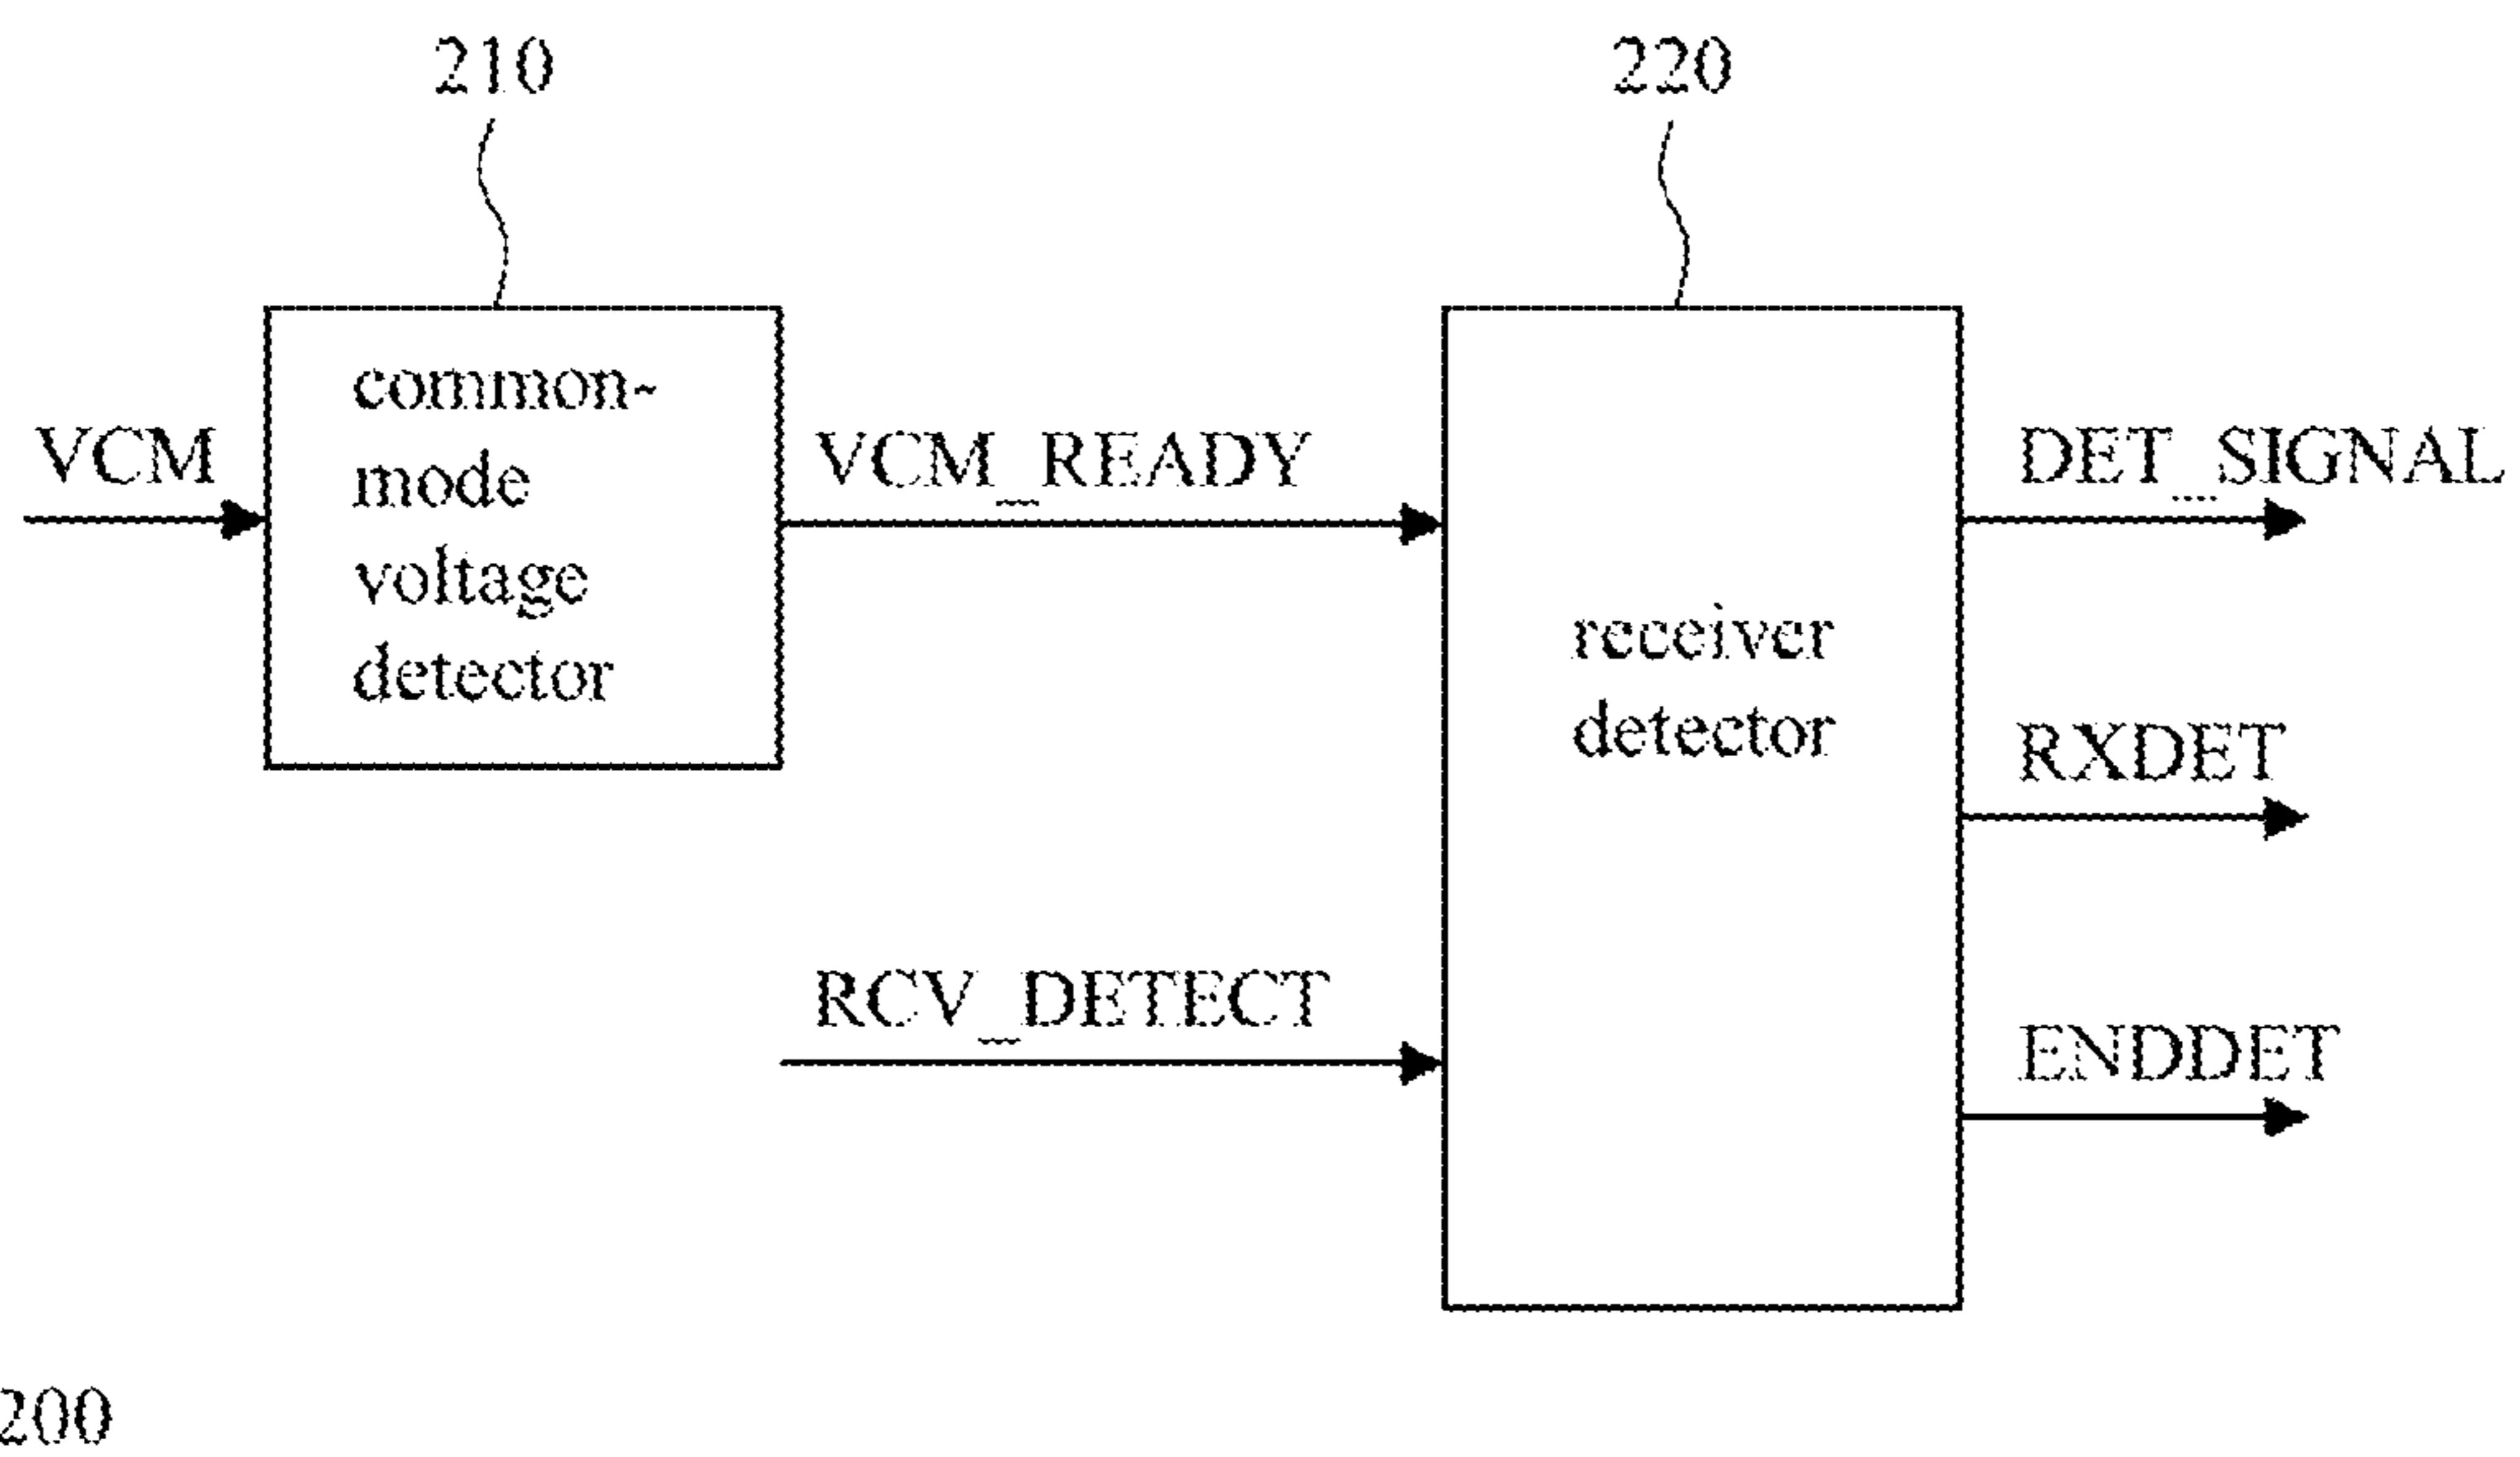 210
220
common-
mode
voltage
detector
VCM
VCM_READY
receiver
detector
DET_SIGNAL
RXDET
RCV_DETECT
ENDDET
200